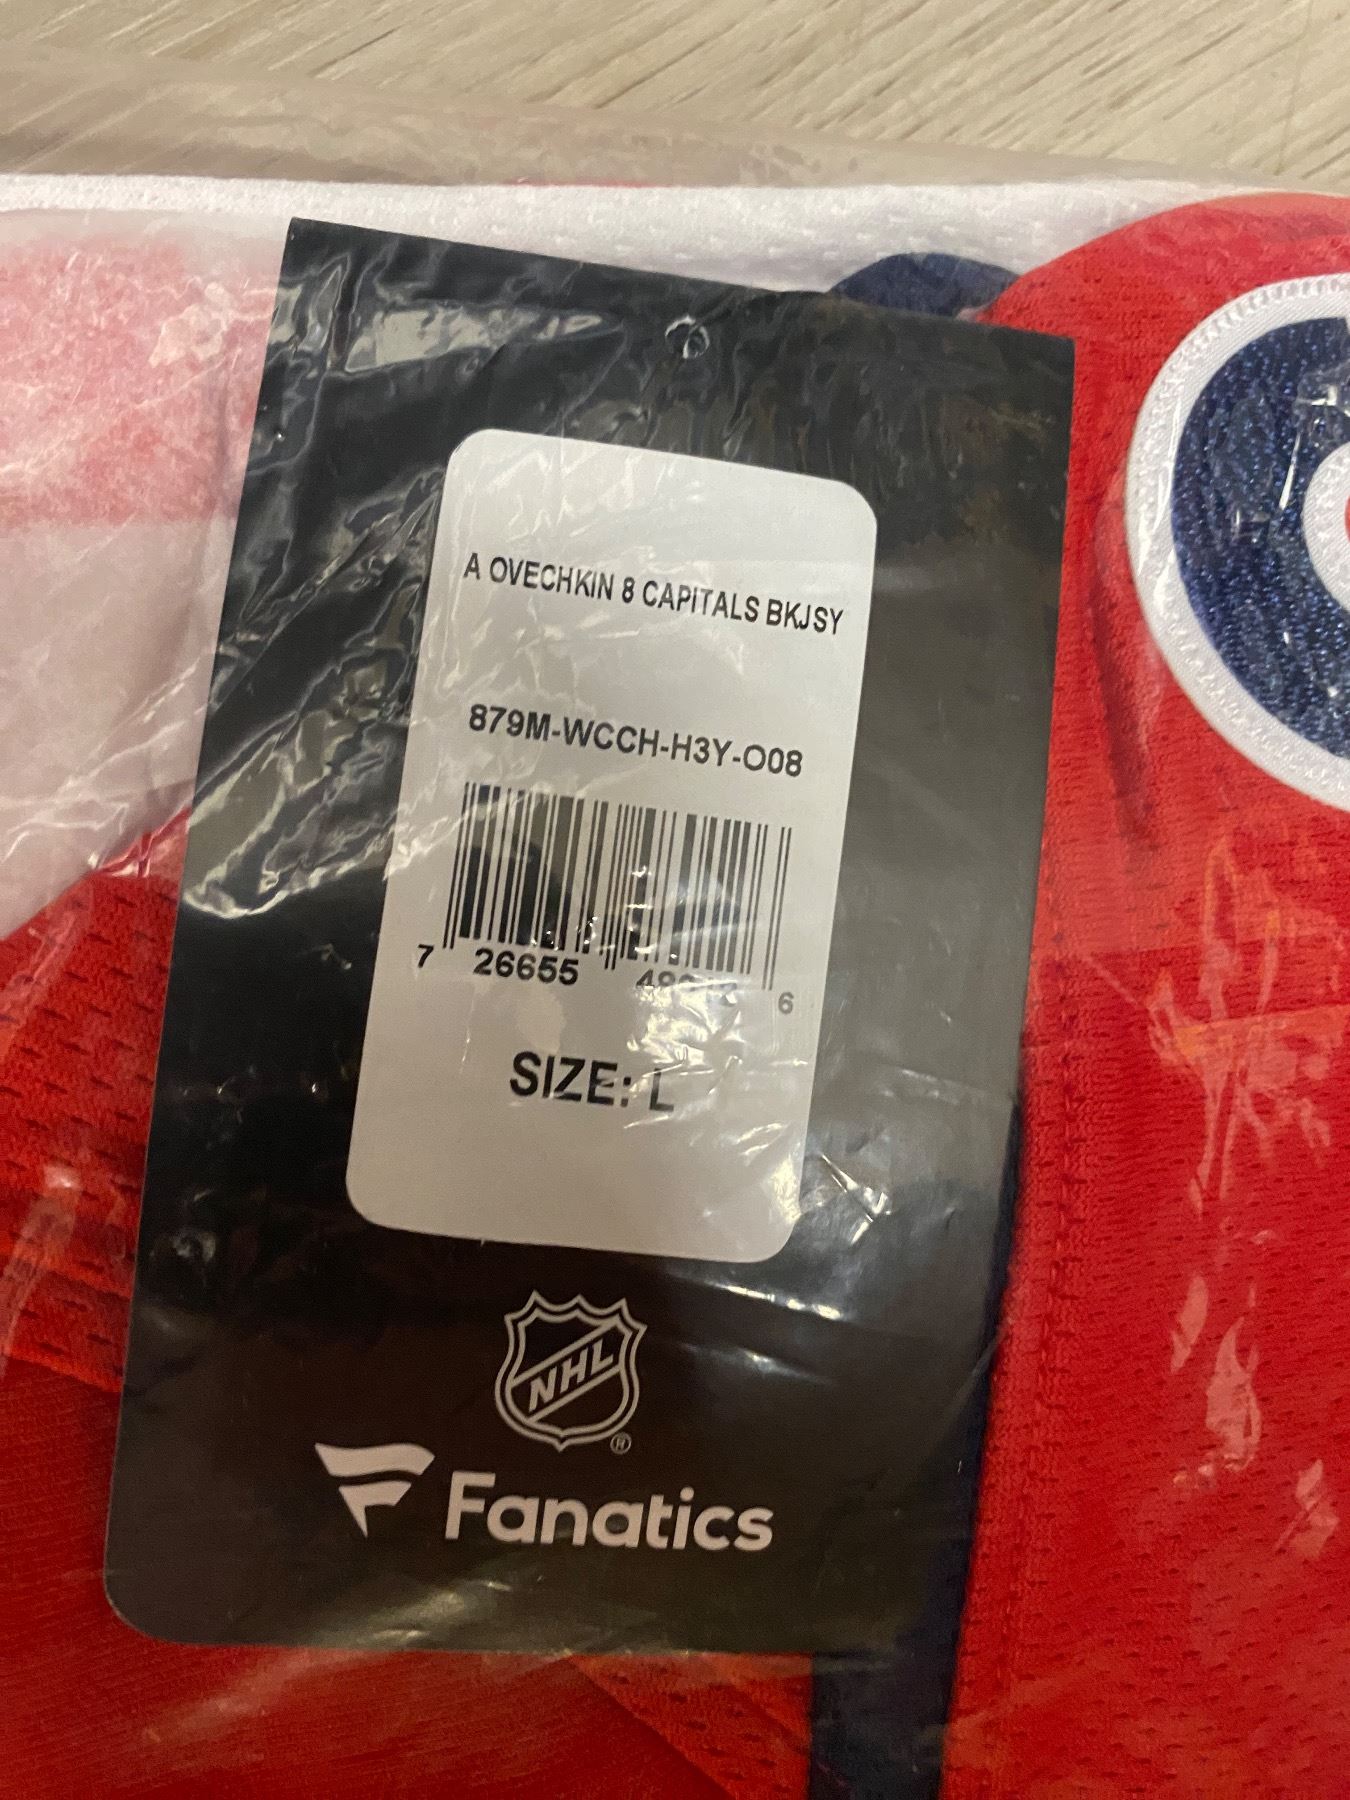 A OVECHKIN 8 CAPITALS BKJSY
879M-WCCH-H3Y-O08
7 26655 6
SIZE: L
NHL
®
Fanatics